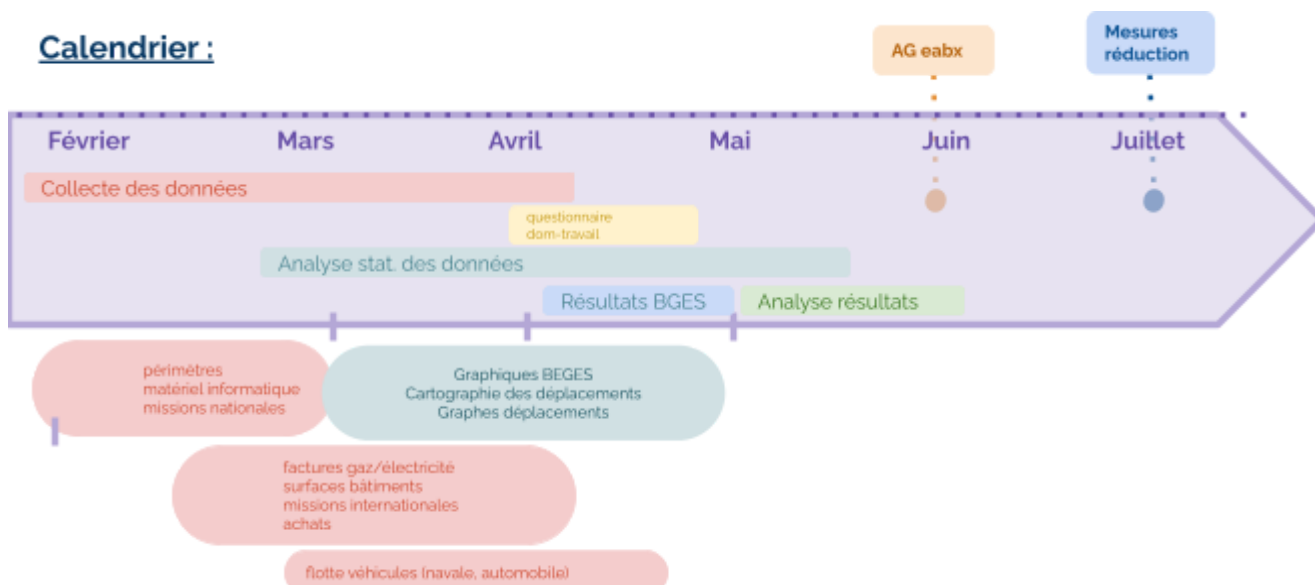 Calendrier :
AG eabx
Mesures
réduction
Février
Mars
Avril
Mai
Juin
Juillet
Collecte des données
questionnaire
dom-travail
Analyse stat. des données
Résultats BGES
Analyse résultats
périmètres
matériel informatique
missions nationales
Graphiques BEGES
Cartographie des déplacements
Graphes déplacements
factures gaz/électricité
surfaces bâtiments
missions internationales
achats
flotte véhicules (navale, automobile)